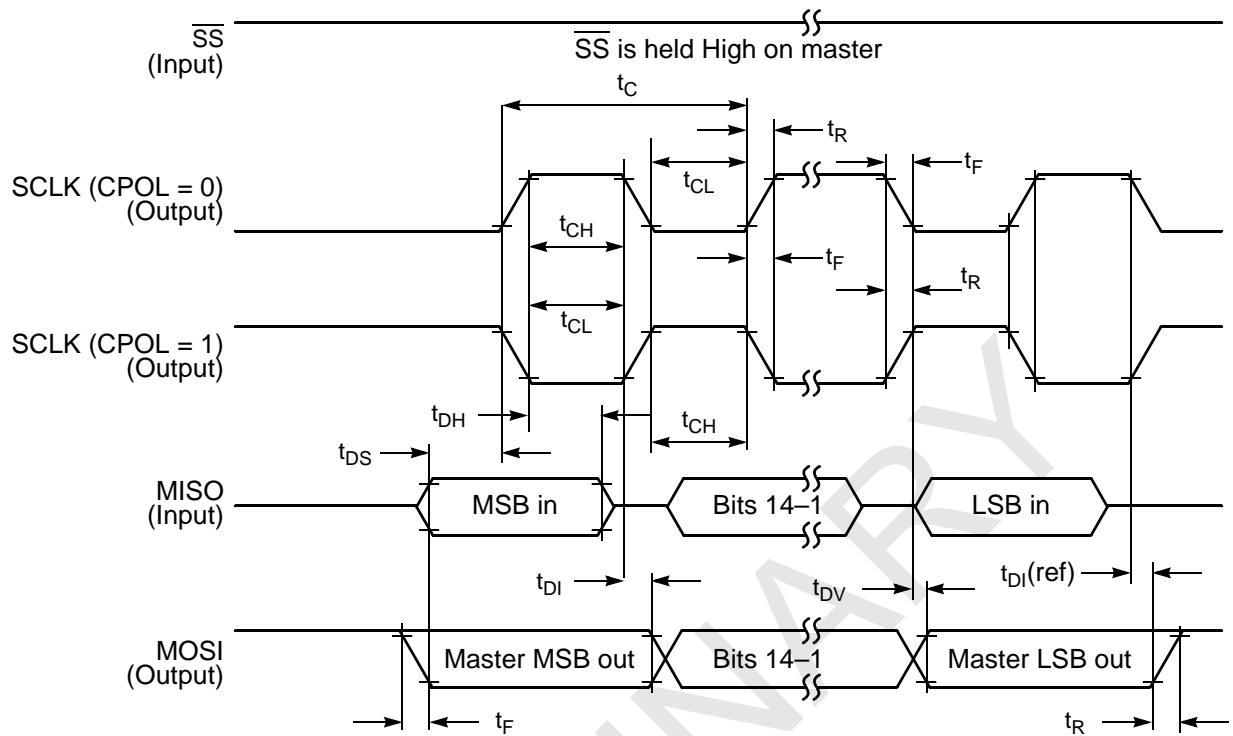 SS
(Input)
SS is held High on master
tC
tR
tF
SCLK (CPOL = 0)
(Output)
tCL
tCH
tF
tR
tCL
SCLK (CPOL = 1)
(Output)
tDH
tCH
tDS
MISO
(Input)
MSB in
Bits 14–1
LSB in
tDI
tDV
tDI(ref)
MOSI
(Output)
Master MSB out
Bits 14–1
Master LSB out
tF
tR
INARY